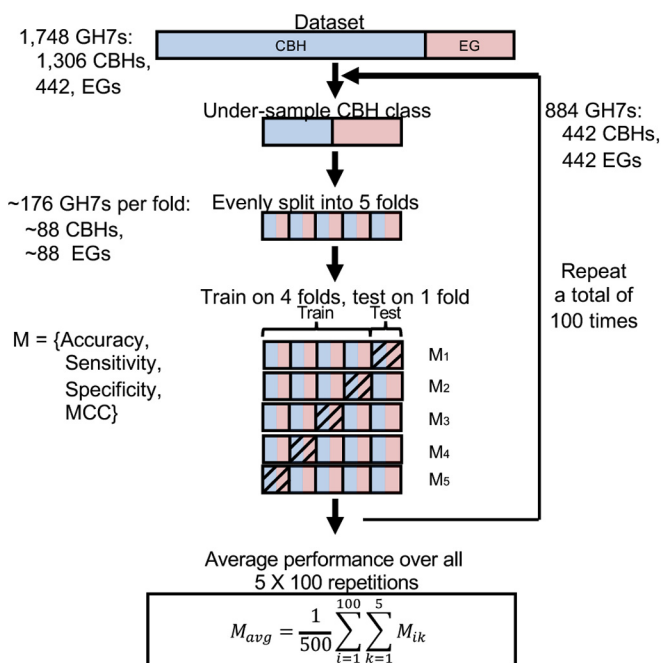 Dataset
1,748 GH7s:
1,306 CBHs,
442, EGs
CBH
EG
Under-sample CBH class
884 GH7s:
442 CBHs,
442 EGs
~176 GH7s per fold:
~88 CBHs,
~88 EGs
Evenly split into 5 folds
Repeat
a total of
100 times
Train on 4 folds, test on 1 fold
Train
Test
M = {Accuracy,
Sensitivity,
Specificity,
MCC}
M1
M2
M3
M4
M5
Average performance over all
5 X 100 repetitions
M_avg = 1/500 ∑_{i=1}^{100} ∑_{k=1}^{5} M_{ik}